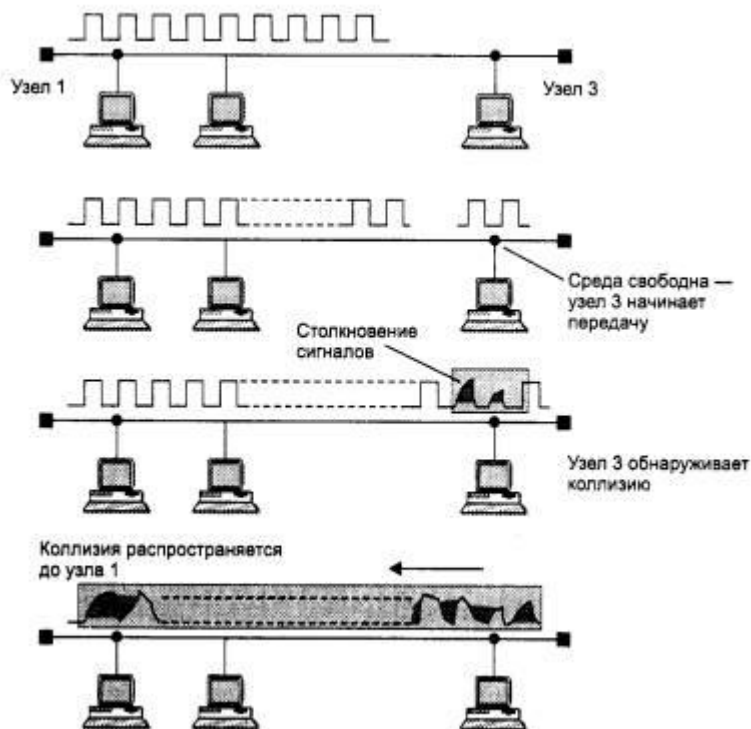 Узел 1
Узел 3
Среда свободна —
узел 3 начинает
передачу
Столкновение
сигналов
Узел 3 обнаруживает
коллизию
Коллизия распространяется
до узла 1